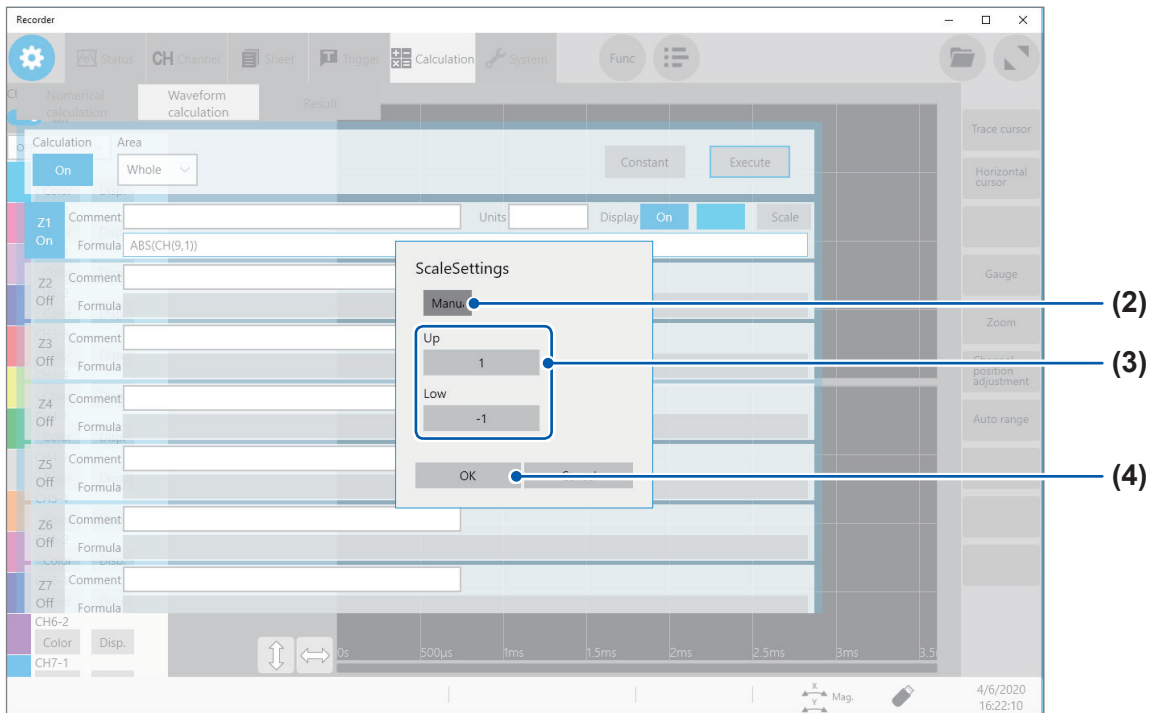 Recorder
Status CH Channel Sheet Trigger Calculation System Func
Numerical calculation
Waveform calculation
Result
Trace cursor
Calculation Area
On Whole Constant Execute
Horizontal cursor
Z1 On Comment Units Display On Scale
Formula ABS(CH(9,1))
ScaleSettings
Z2 Off Comment
Formula
Gauge
Manu (2)
Zoom
Z3 Off Comment
Formula
Up
1 (3)
Channel position adjustment
Z4 Off Comment
Formula
Low
-1
Auto range
Z5 Off Comment
Formula
OK (4)
Z6 Off Comment
Formula
Z7 Off Comment
Formula
CH6-2
Color Disp.
CH7-1
0s 500µs 1ms 1.5ms 2ms 2.5ms 3ms 3.5
X
Y Mag.
4/6/2020
16:22:10